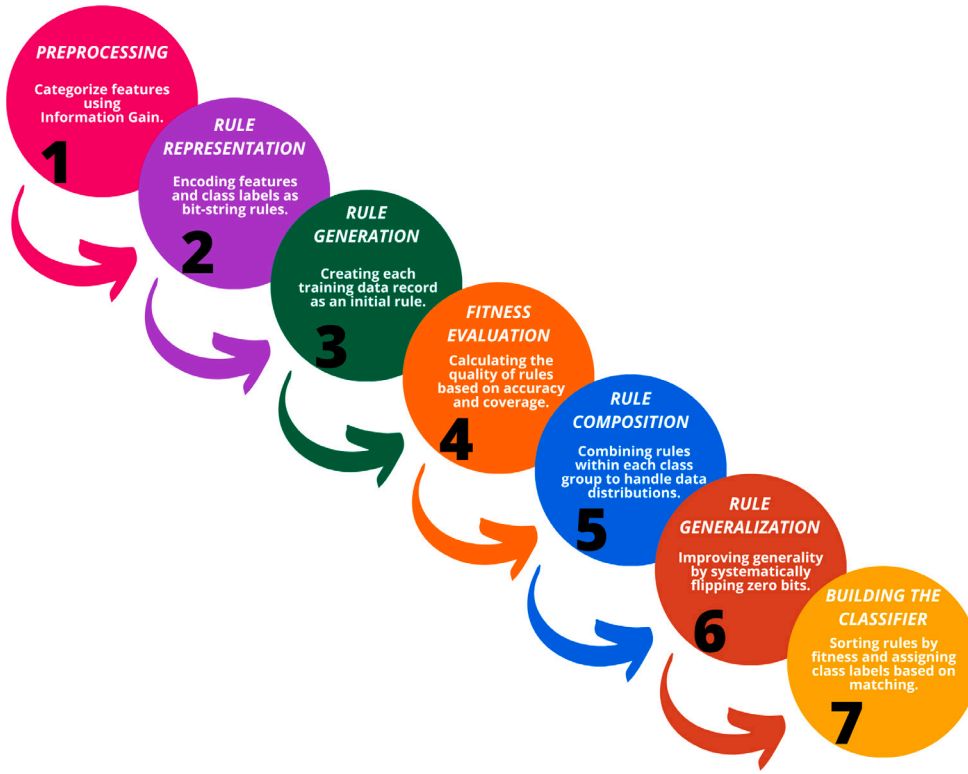 PREPROCESSING
Categorize features
using
Information Gain.
1
RULE
REPRESENTATION
Encoding features
and class labels as
bit-string rules.
2
RULE
GENERATION
Creating each
training data record
as an initial rule.
3
FITNESS
EVALUATION
Calculating the
quality of rules
based on accuracy
and coverage.
4
RULE
COMPOSITION
Combining rules
within each class
group to handle data
distributions.
5
RULE
GENERALIZATION
Improving generality
by systematically
flipping zero bits.
6
BUILDING THE
CLASSIFIER
Sorting rules by
fitness and assigning
class labels based on
matching.
7